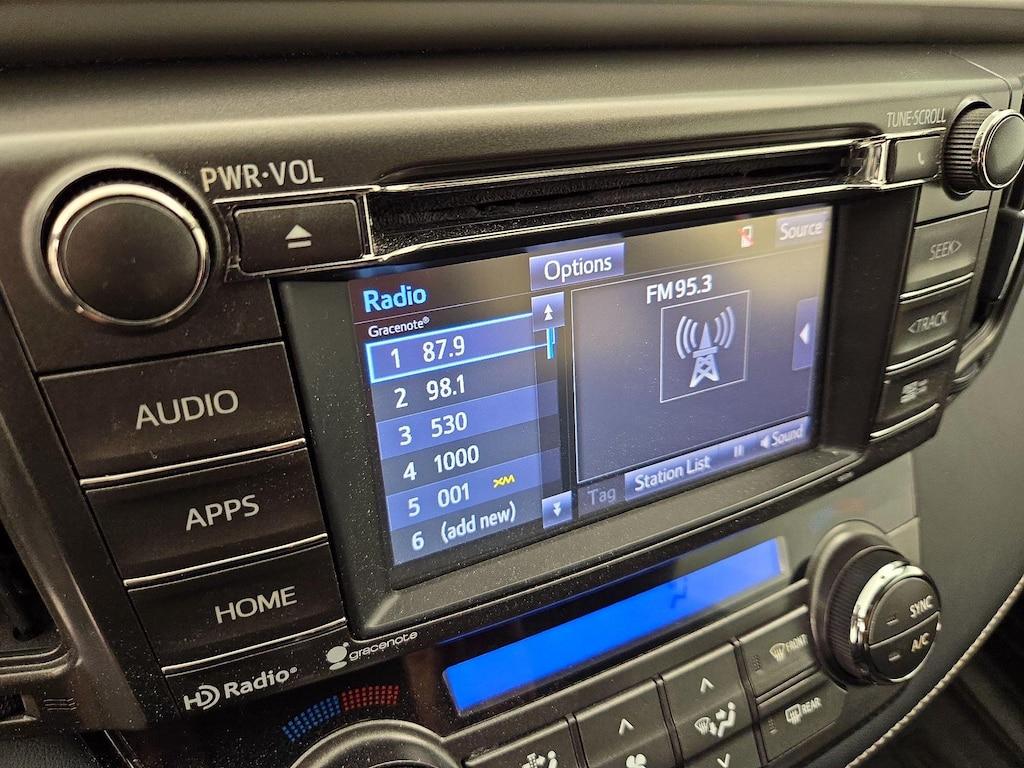 TUNE•SCROLL
PWR•VOL
Source
SEEK>
Options
Radio
FM 95.3
Gracenote®
1 87.9
<TRACK
2 98.1
AUDIO
3 530
4 1000
Sound
5 001 XM
Station List
Tag
APPS
6 (add new)
HOME
SYNC
A/C
gracenote
FRONT
HD Radio®
REAR